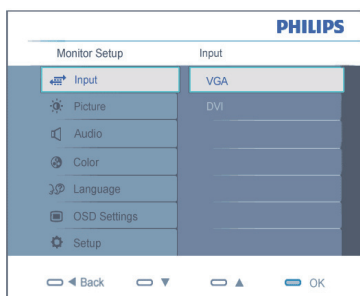 PHILIPS
Monitor Setup Input
Input VGA
Picture DVI
Audio
Color
Language
OSD Settings
Setup
Back OK